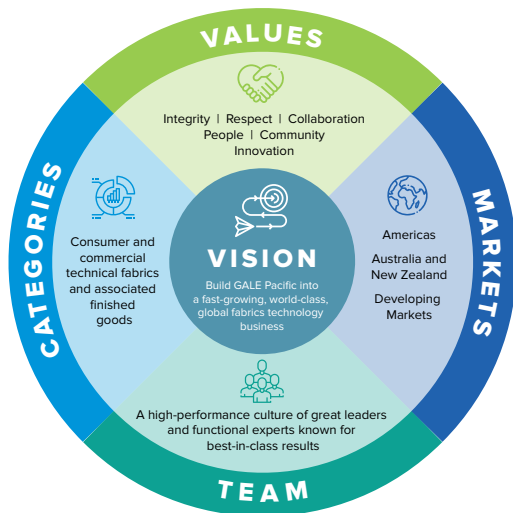 VALUES
Integrity | Respect | Collaboration
People | Community
Innovation
CATEGORIES
Consumer and
commercial
technical fabrics
and associated
finished
goods
VISION
Build GALE Pacific into
a fast-growing, world-class,
global fabrics technology
business
MARKETS
Americas
Australia and
New Zealand
Developing
Markets
A high-performance culture of great leaders
and functional experts known for
best-in-class results
TEAM